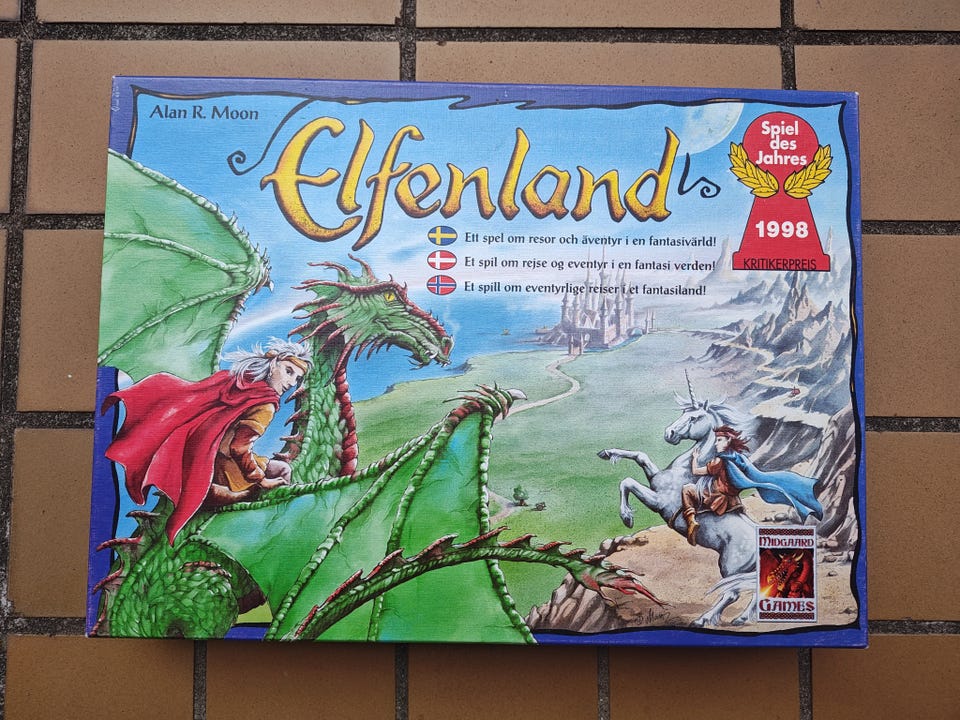 Alan R. Moon
Elfenland
Spiel
des
Jahres
1998
KRITIKERPREIS
Ett spel om resor och äventyr i en fantasivärld!
Et spil om rejse og eventyr i en fantasi verden!
Et spill om eventyrlige reiser i et fantasiland!
MIDGAARD
GAMES